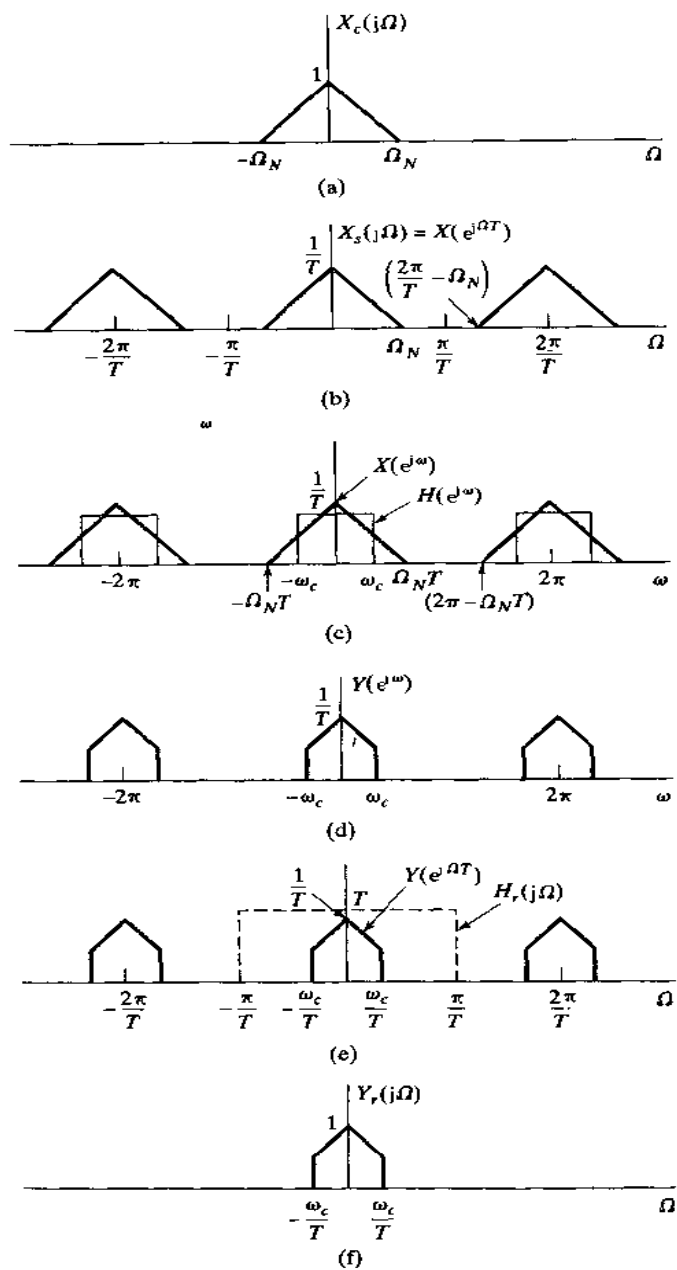 X_c(jΩ)
1
-Ω_N Ω_N Ω
(a)
1/T X_s(jΩ) = X(e^{jΩT})
(2π/T - Ω_N)
-2π/T -π/T Ω_N π/T 2π/T Ω
(b)
ω
1/T X(e^{jω})
H(e^{jω})
-2π -ω_c ω_c Ω_N T 2π ω
-Ω_N T (2π - Ω_N T)
(c)
1/T Y(e^{jω})
-2π -ω_c ω_c 2π ω
(d)
1/T T Y(e^{jΩT}) H_r(jΩ)
-2π/T -π/T -ω_c/T ω_c/T π/T 2π/T Ω
(e)
Y_r(jΩ)
1
-ω_c/T ω_c/T Ω
(f)